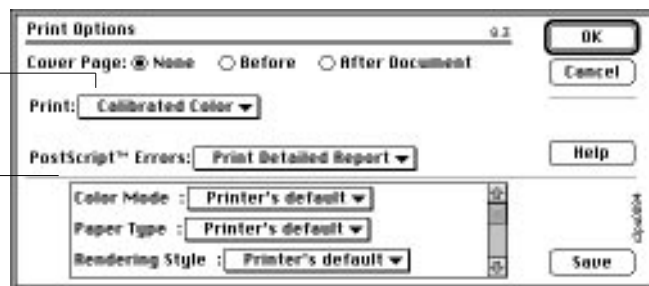 Print Options 8.2 OK
Cover Page: None Before After Document Cancel
Print: Calibrated Color
PostScript™ Errors: Print Detailed Report Help
Color Mode : Printer's default
Paper Type : Printer's default
Rendering Style : Printer's default Save